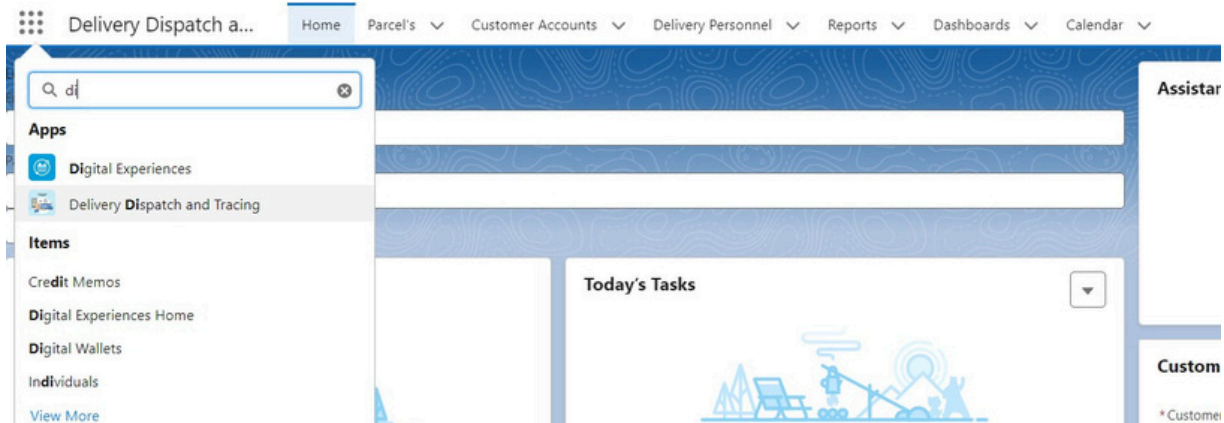 Delivery Dispatch a... Home Parcel's Customer Accounts Delivery Personnel Reports Dashboards Calendar
di
Apps
Digital Experiences
Delivery Dispatch and Tracing
Items
Credit Memos
Digital Experiences Home
Digital Wallets
Individuals
View More
Today's Tasks
Assistan
Custom
*Customer